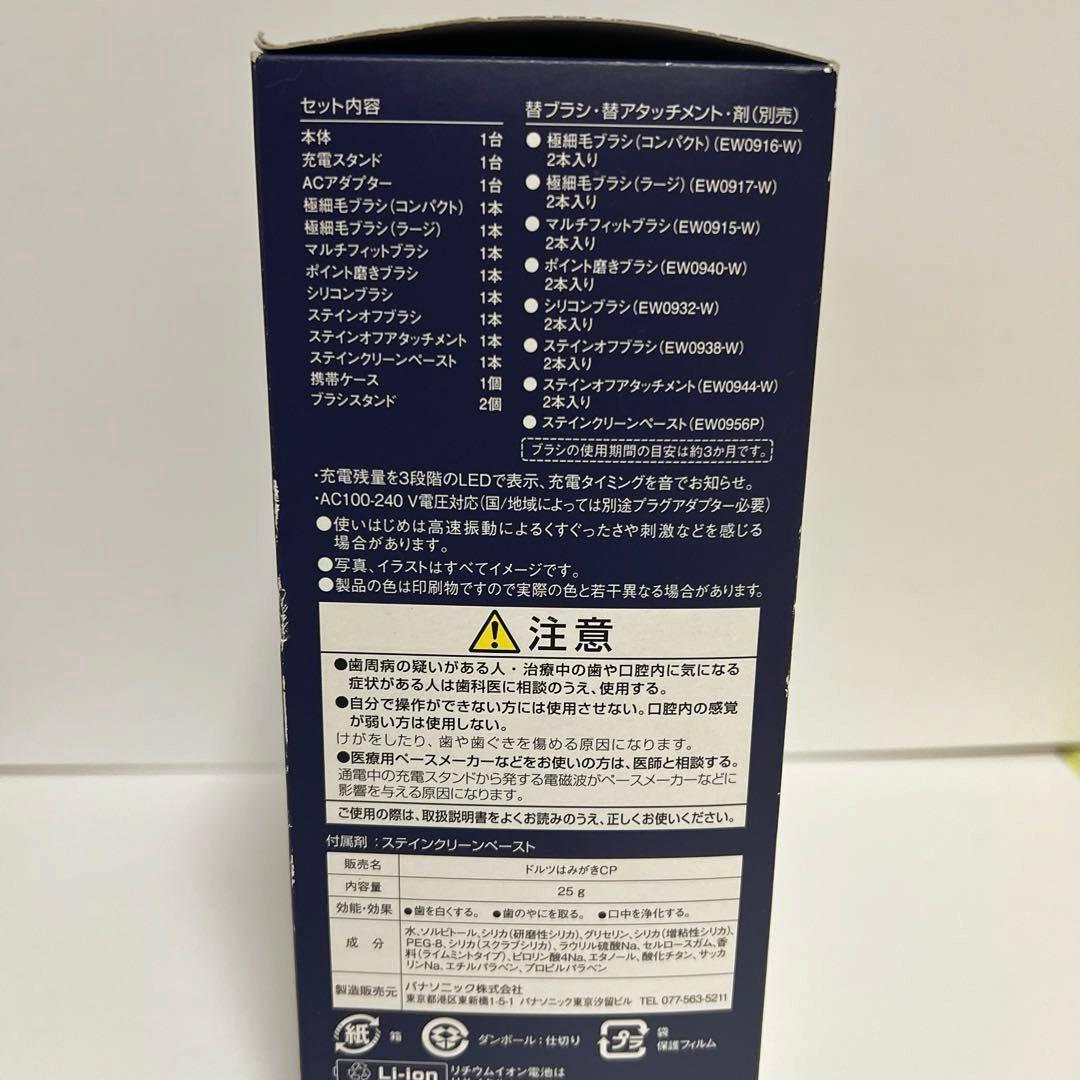 セット内容
本体 1台
充電スタンド 1台
ACアダプター 1台
極細毛ブラシ(コンパクト) 1本
極細毛ブラシ(ラージ) 1本
マルチフィットブラシ 1本
ポイント磨きブラシ 1本
シリコンブラシ 1本
ステインオフブラシ 1本
ステインオフアタッチメント 1本
ステインクリーンペースト 1本
携帯ケース 1個
ブラシスタンド 2個
替ブラシ・替アタッチメント・剤(別売)
●極細毛ブラシ(コンパクト)(EW0916-W)
2本入り
●極細毛ブラシ(ラージ)(EW0917-W)
2本入り
●マルチフィットブラシ(EW0915-W)
2本入り
●ポイント磨きブラシ(EW0940-W)
2本入り
●シリコンブラシ(EW0932-W)
2本入り
●ステインオフブラシ(EW0938-W)
2本入り
●ステインオフアタッチメント(EW0944-W)
2本入り
●ステインクリーンペースト(EW0956P)
ブラシの使用期間の目安は約3か月です。
・充電残量を3段階のLEDで表示、充電タイミングを音でお知らせ。
・AC100-240 V電圧対応(国/地域によっては別途プラグアダプター必要)
●使いはじめは高速振動によるくすぐったさや刺激などを感じる
場合があります。
●写真、イラストはすべてイメージです。
●製品の色は印刷物ですので実際の色と若干異なる場合があります。
注意
●歯周病の疑いがある人・治療中の歯や口腔内に気になる
症状がある人は歯科医に相談のうえ、使用する。
●自分で操作ができない方には使用させない。口腔内の感覚
が弱い方は使用しない。
けがをしたり、歯や歯ぐきを傷める原因になります。
●医療用ペースメーカーなどをお使いの方は、医師と相談する。
通電中の充電スタンドから発する電磁波がペースメーカーなどに
影響を与える原因になります。
ご使用の際は、取扱説明書をよくお読みのうえ、正しくお使いください。
付属剤:ステインクリーンペースト
販売名 ドルツはみがきCP
内容量 25 g
効能・効果 ●歯を白くする。 ●歯のやにを取る。 ●口中を浄化する。
成分 水、ソルビトール、シリカ(研磨性シリカ)、グリセリン、シリカ(増粘性シリカ)、
PEG-8、シリカ(スクラブシリカ)、ラウリル硫酸Na、セルロースガム、香
料(ライムミントタイプ)、ピロリン酸4Na、エタノール、酸化チタン、サッカ
リンNa、エチルパラベン、プロピルパラベン
製造販売元 パナソニック株式会社
東京都港区東新橋1-5-1 パナソニック東京汐留ビル TEL 077-563-5211
紙 箱
ダンボール:仕切り
プラ 袋
保護フィルム
Li-ion リチウムイオン電池は